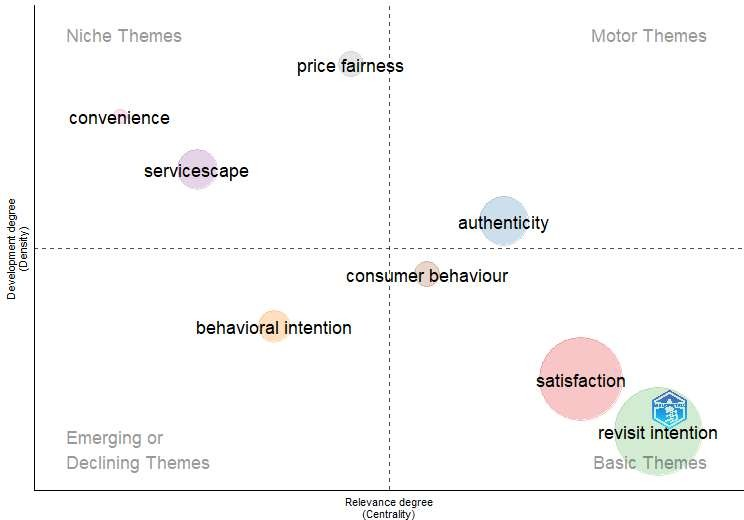 Niche Themes
Motor Themes
price fairness
convenience
servicescape
authenticity
Development degree
(Density)
consumer behaviour
behavioral intention
satisfaction
revisit intention
Emerging or
Declining Themes
Basic Themes
Relevance degree
(Centrality)